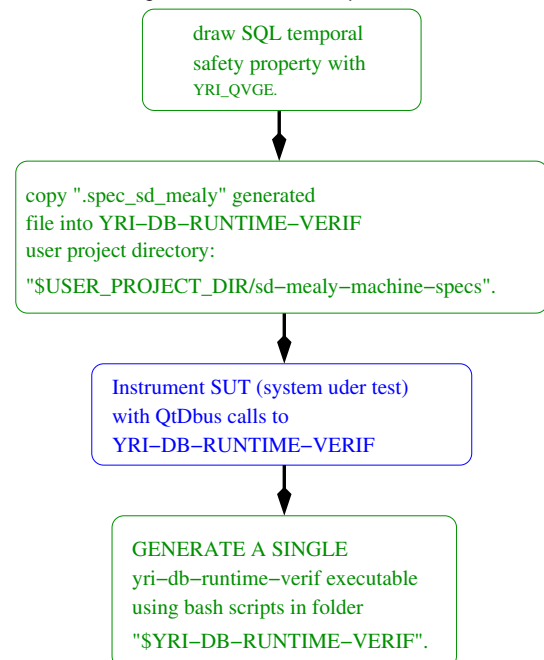 draw SQL temporal
safety property with
YRI_QVGE.
copy ".spec_sd_mealy" generated
file into YRI−DB−RUNTIME−VERIF
user project directory:
"$USER_PROJECT_DIR/sd−mealy−machine−specs".
Instrument SUT (system uder test)
with QtDbus calls to
YRI−DB−RUNTIME−VERIF
GENERATE A SINGLE
yri−db−runtime−verif executable
using bash scripts in folder
"$YRI−DB−RUNTIME−VERIF".